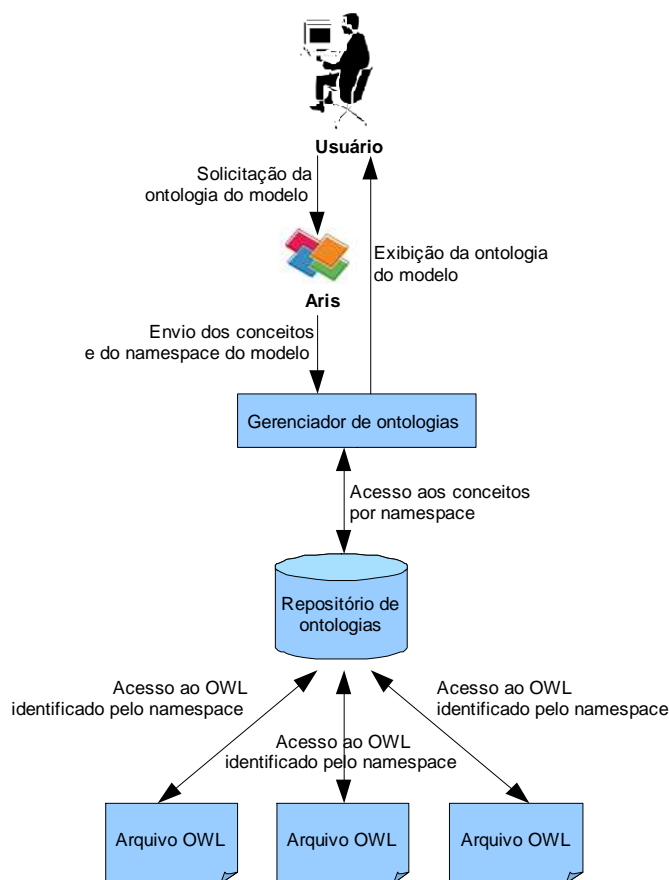 Usuário
Solicitação da
ontologia do modelo
Exibição da ontologia
do modelo
Aris
Envio dos conceitos
e do namespace do modelo
Gerenciador de ontologias
Acesso aos conceitos
por namespace
Repositório de
ontologias
Acesso ao OWL
identificado pelo namespace
Acesso ao OWL
identificado pelo namespace
Acesso ao OWL
identificado pelo namespace
Arquivo OWL
Arquivo OWL
Arquivo OWL